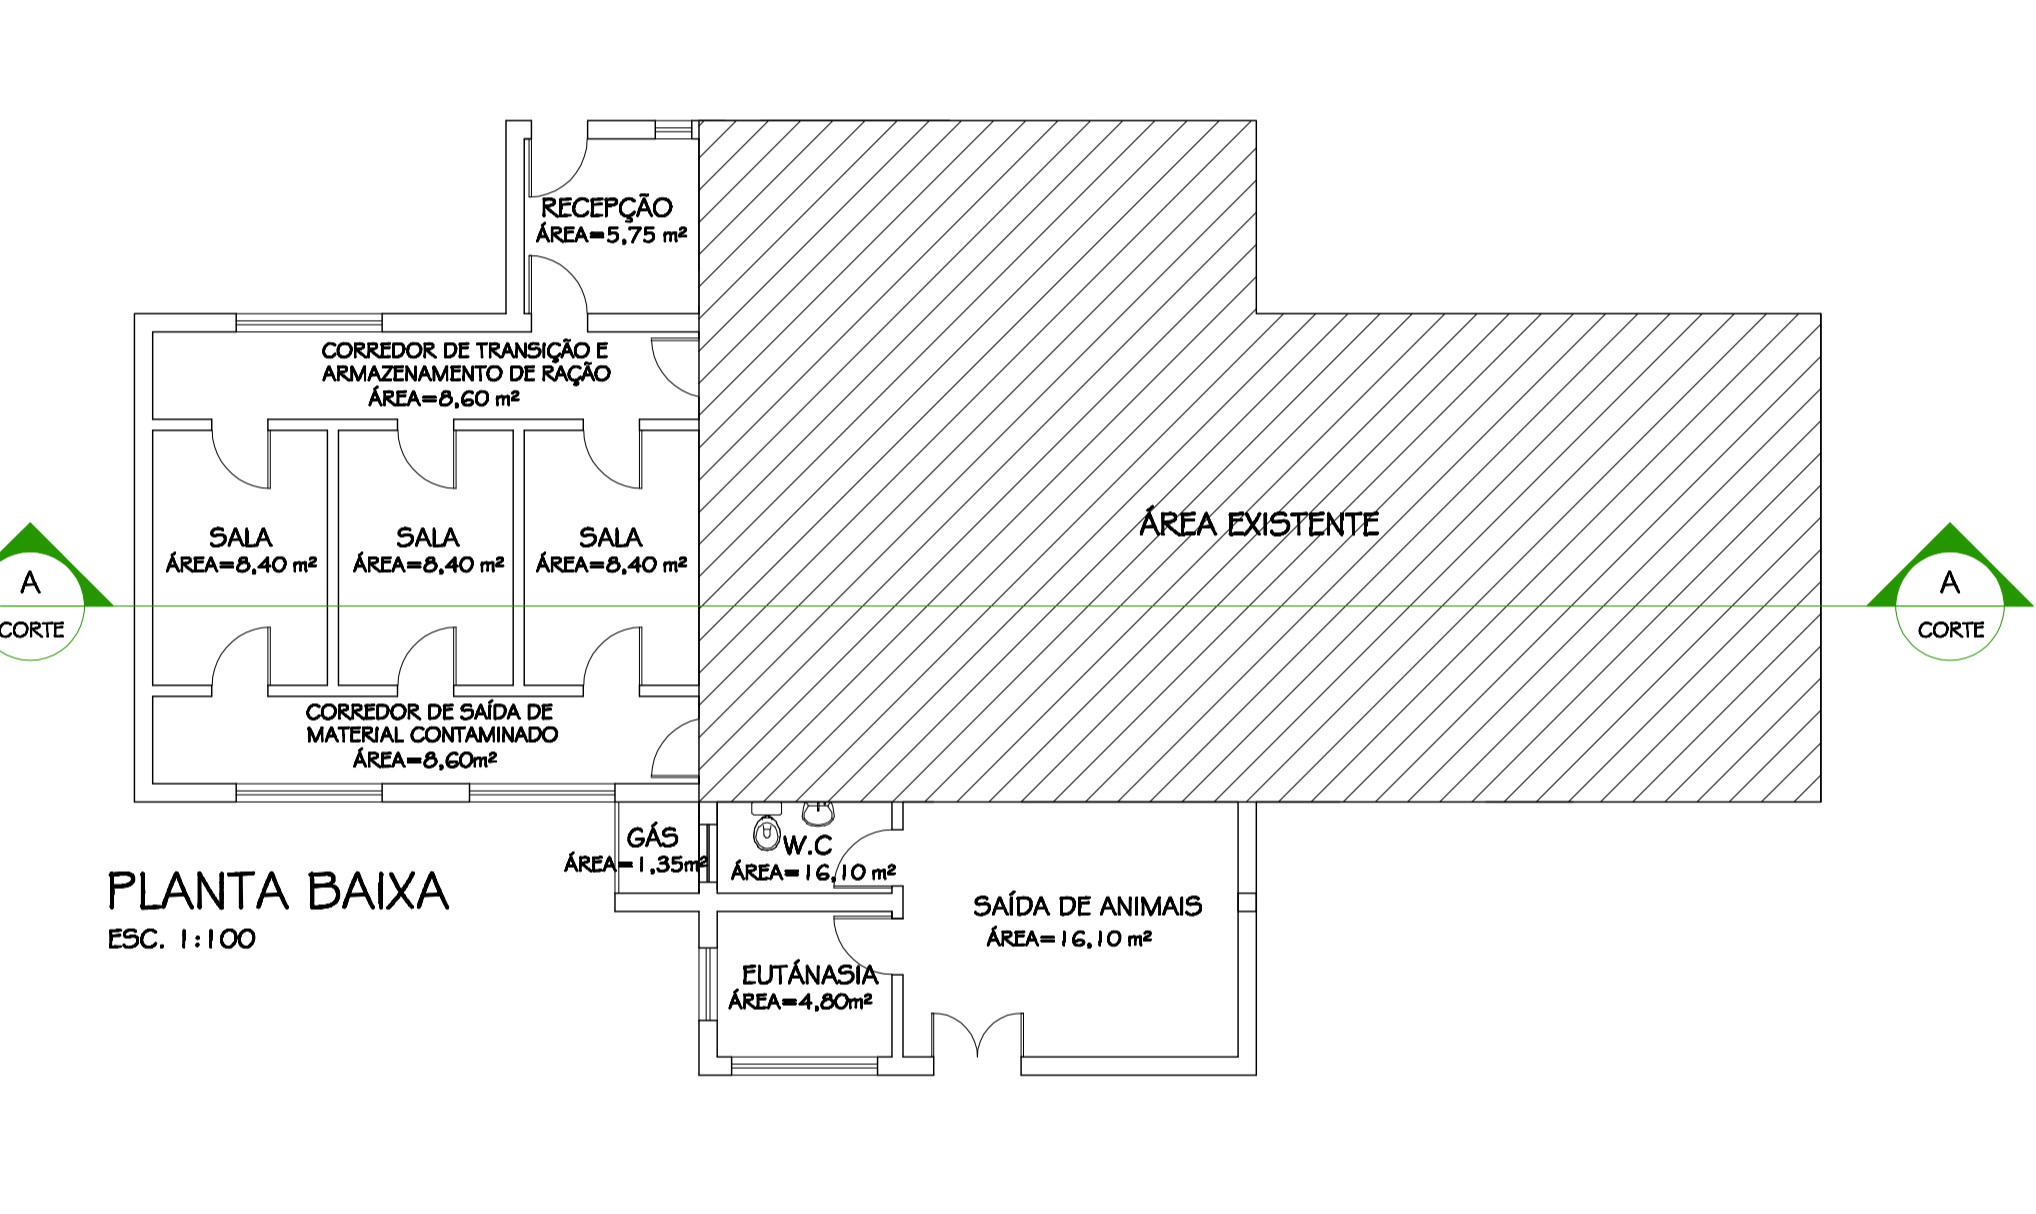 RECEPÇÃO
ÁREA=5,75 m²
CORREDOR DE TRANSIÇÃO E
ARMAZENAMENTO DE RAÇÃO
ÁREA=8,60 m²
SALA
ÁREA=8,40 m²
SALA
ÁREA=8,40 m²
SALA
ÁREA=8,40 m²
ÁREA EXISTENTE
A
CORTE
A
CORTE
CORREDOR DE SAÍDA DE
MATERIAL CONTAMINADO
ÁREA=8,60m²
GÁS
ÁREA=1,35m²
W.C
ÁREA=16,10 m²
SAÍDA DE ANIMAIS
ÁREA=16,10 m²
EUTÁNASIA
ÁREA=4,80m²
PLANTA BAIXA
ESC. 1:100